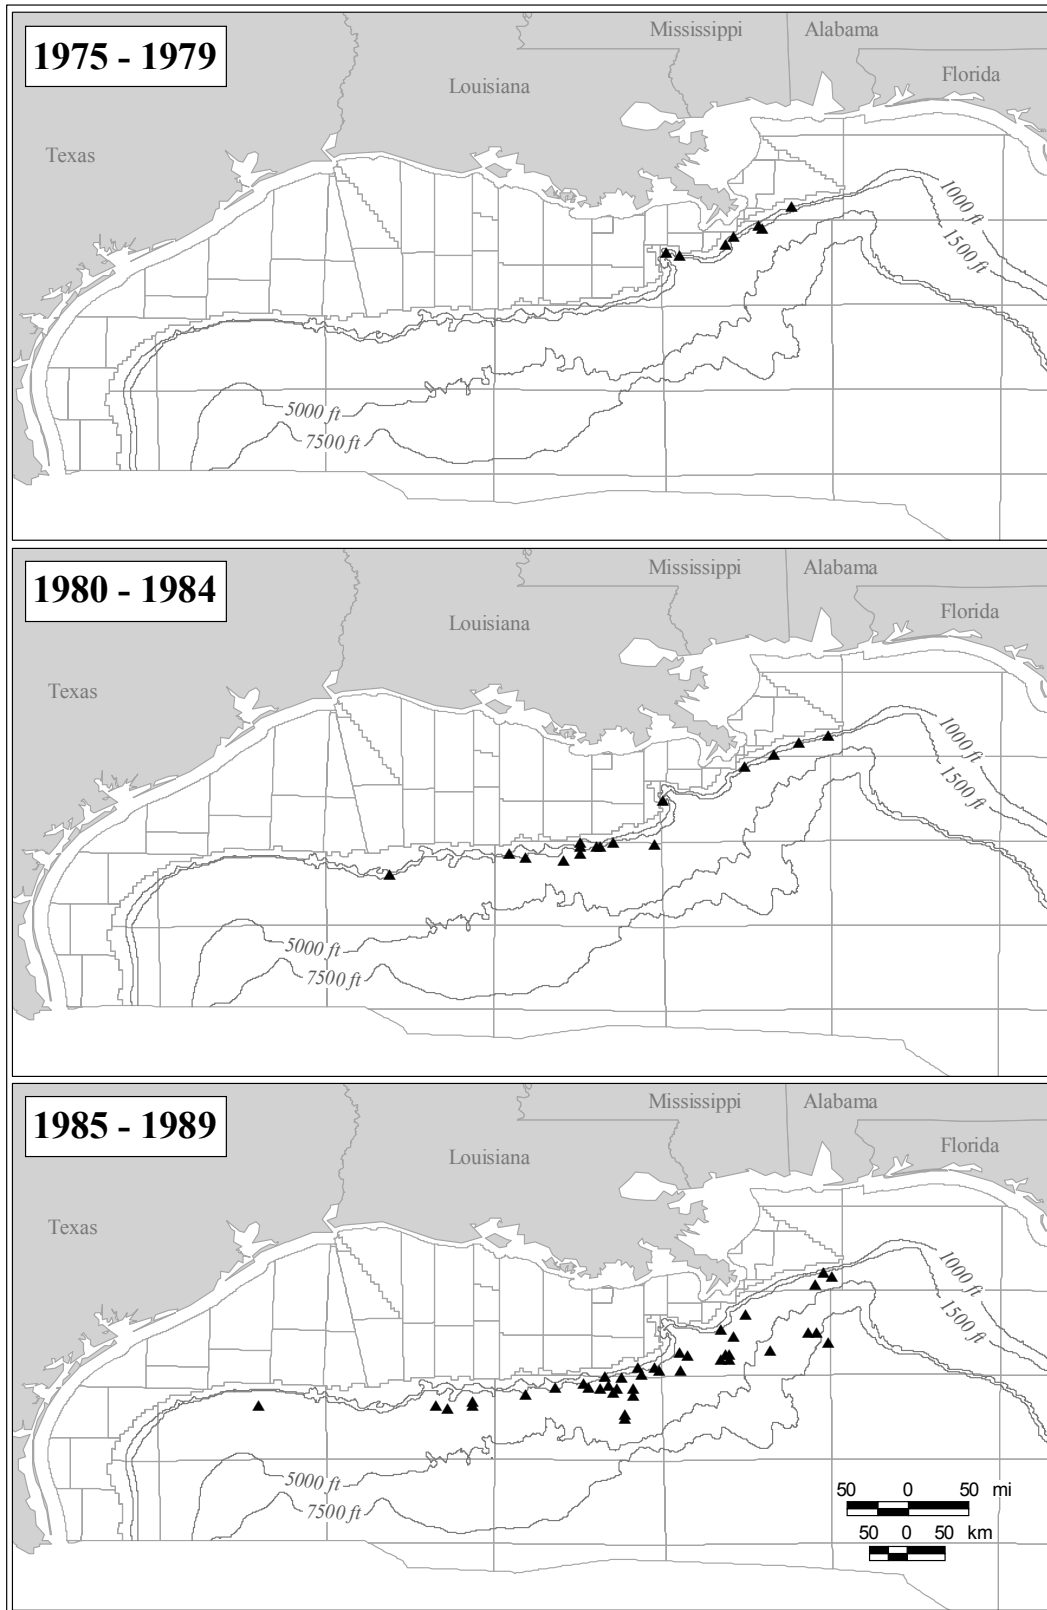 1975 - 1979
Mississippi
Alabama
Florida
Louisiana
Texas
1000 ft
1500 ft
5000 ft
7500 ft
1980 - 1984
Mississippi
Alabama
Florida
Louisiana
Texas
1000 ft
1500 ft
5000 ft
7500 ft
1985 - 1989
Mississippi
Alabama
Florida
Louisiana
Texas
1000 ft
1500 ft
5000 ft
7500 ft
50 0 50 mi
50 0 50 km